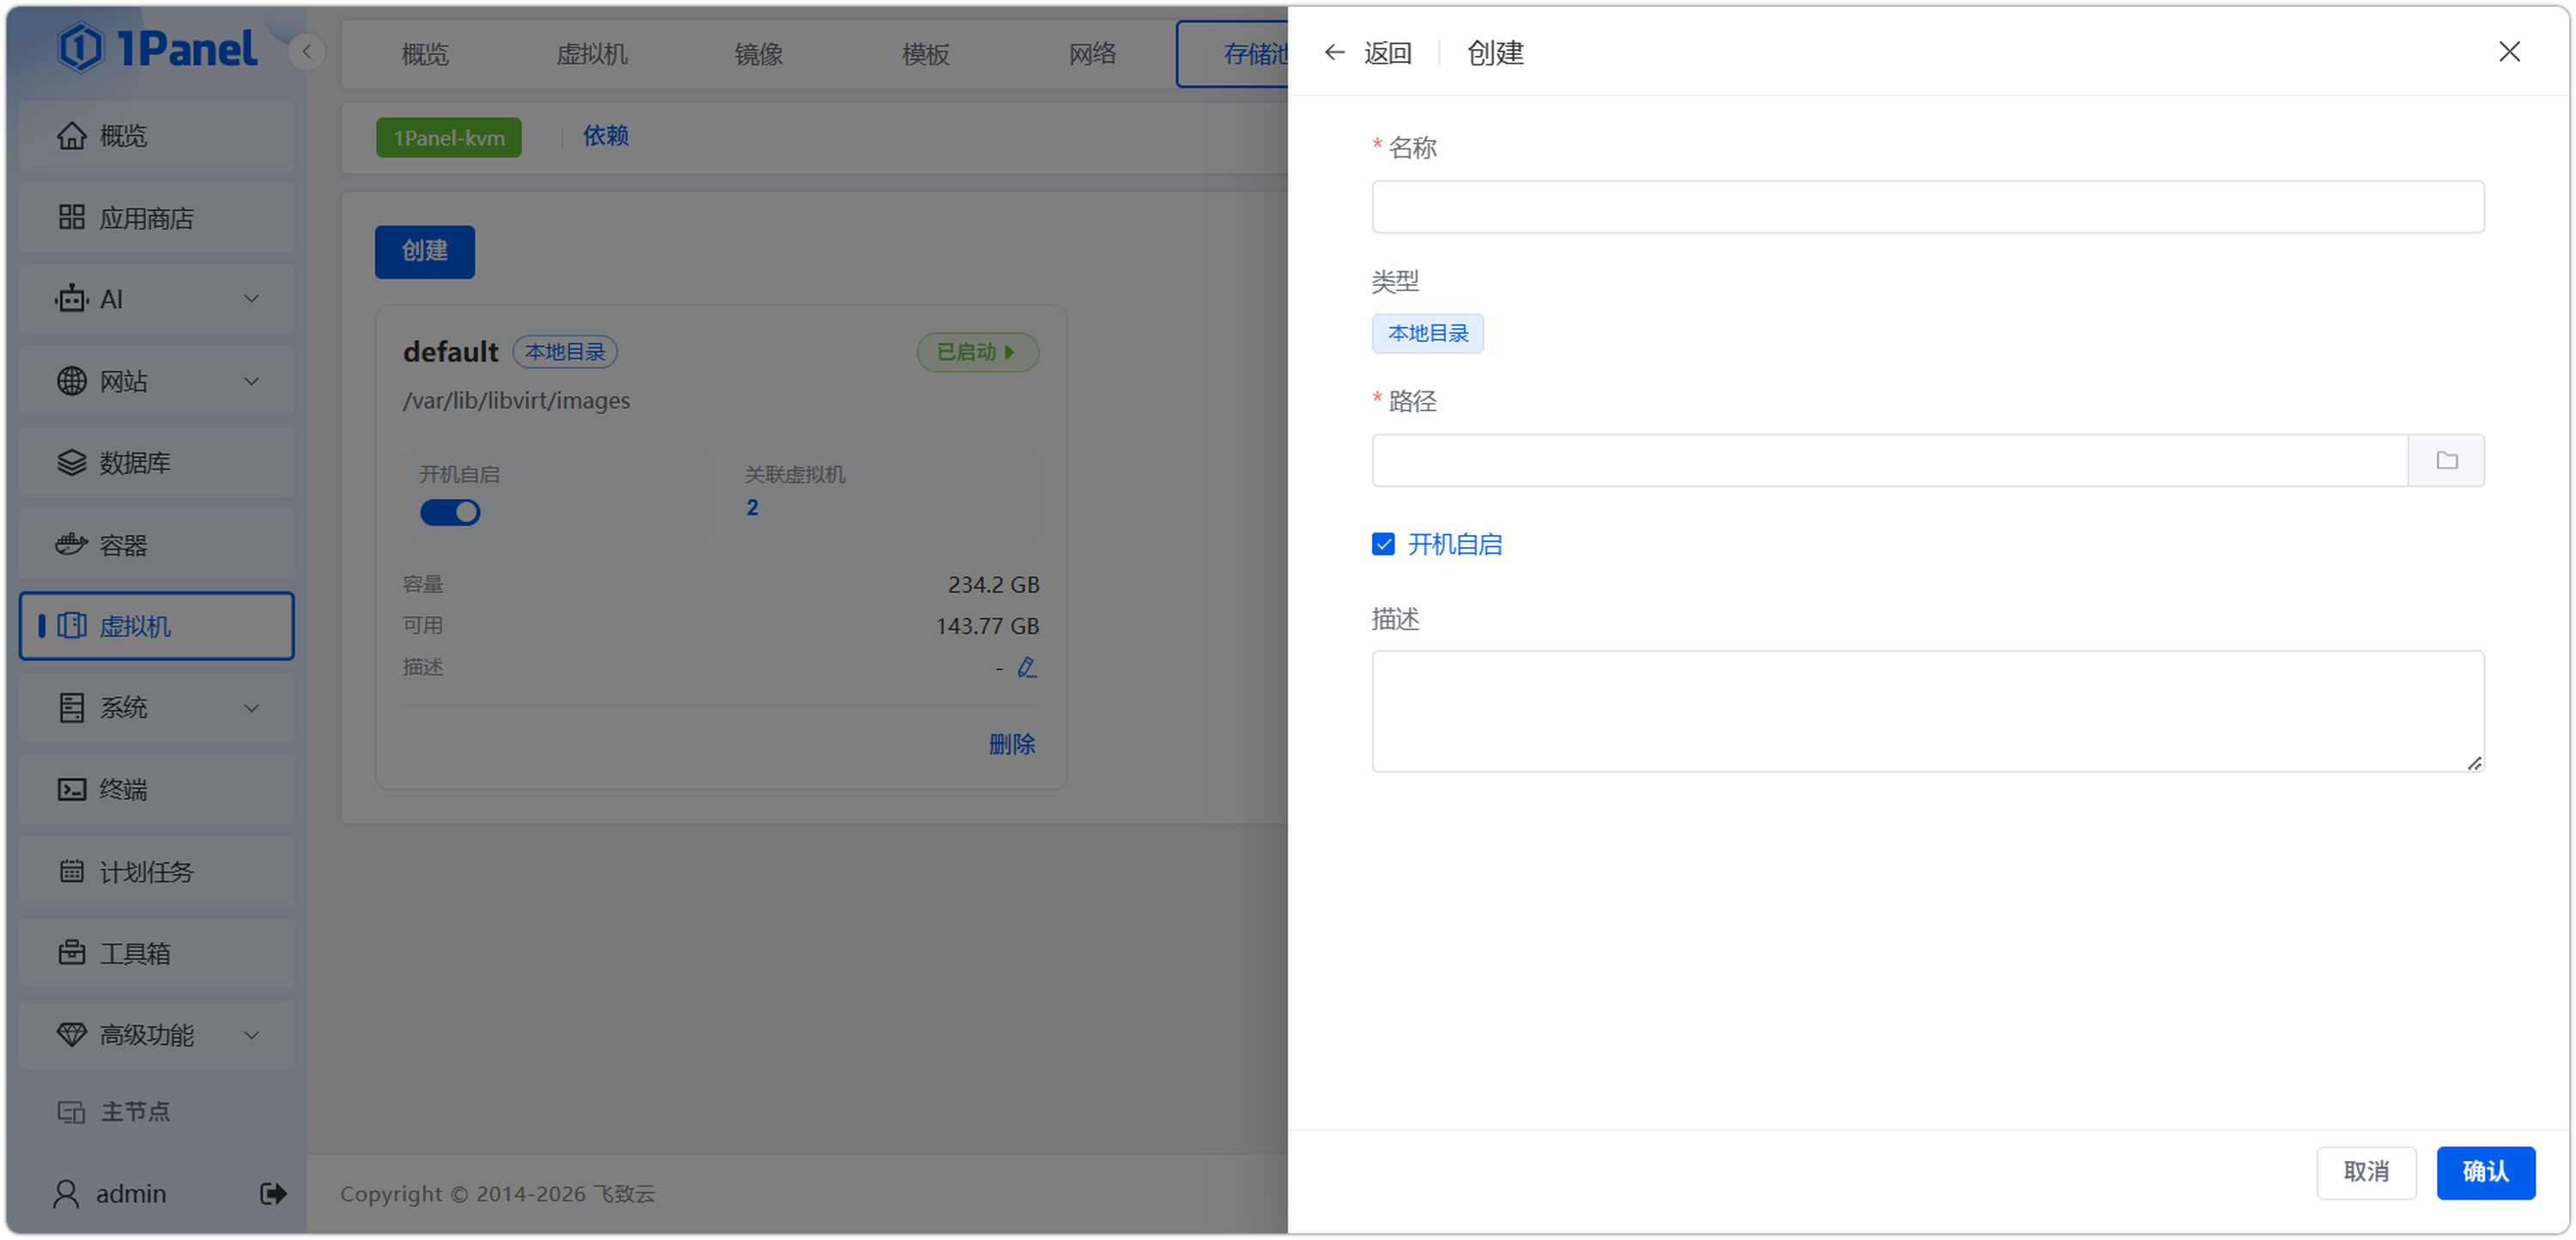 1Panel
概览
应用商店
AI
网站
数据库
容器
虚拟机
系统
终端
计划任务
工具箱
高级功能
主节点
admin
概览 虚拟机 镜像 模板 网络 存储池
1Panel-kvm 依赖
创建
default 本地目录 已启动
/var/lib/libvirt/images
开机自启 关联虚拟机
2
容量 234.2 GB
可用 143.77 GB
描述 -
删除
Copyright © 2014-2026 飞致云
返回 创建
* 名称
类型
本地目录
* 路径
开机自启
描述
取消 确认